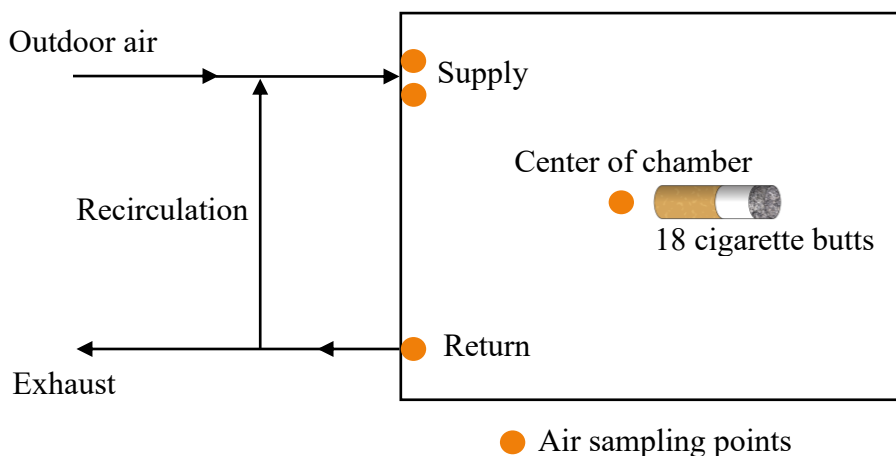 Outdoor air
Supply
Center of chamber
Recirculation
18 cigarette butts
Return
Exhaust
Air sampling points